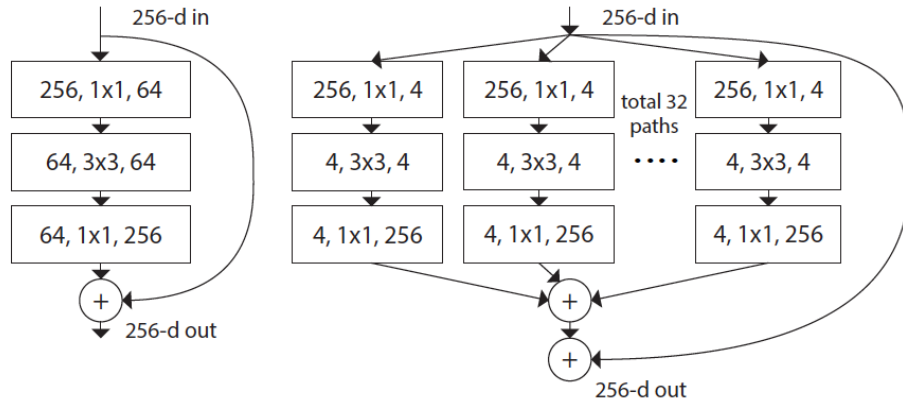 256-d in
256, 1x1, 64
64, 3x3, 64
64, 1x1, 256
+
256-d out
256-d in
256, 1x1, 4
256, 1x1, 4
total 32
paths
256, 1x1, 4
4, 3x3, 4
4, 3x3, 4
....
4, 3x3, 4
4, 1x1, 256
4, 1x1, 256
4, 1x1, 256
+
+
256-d out